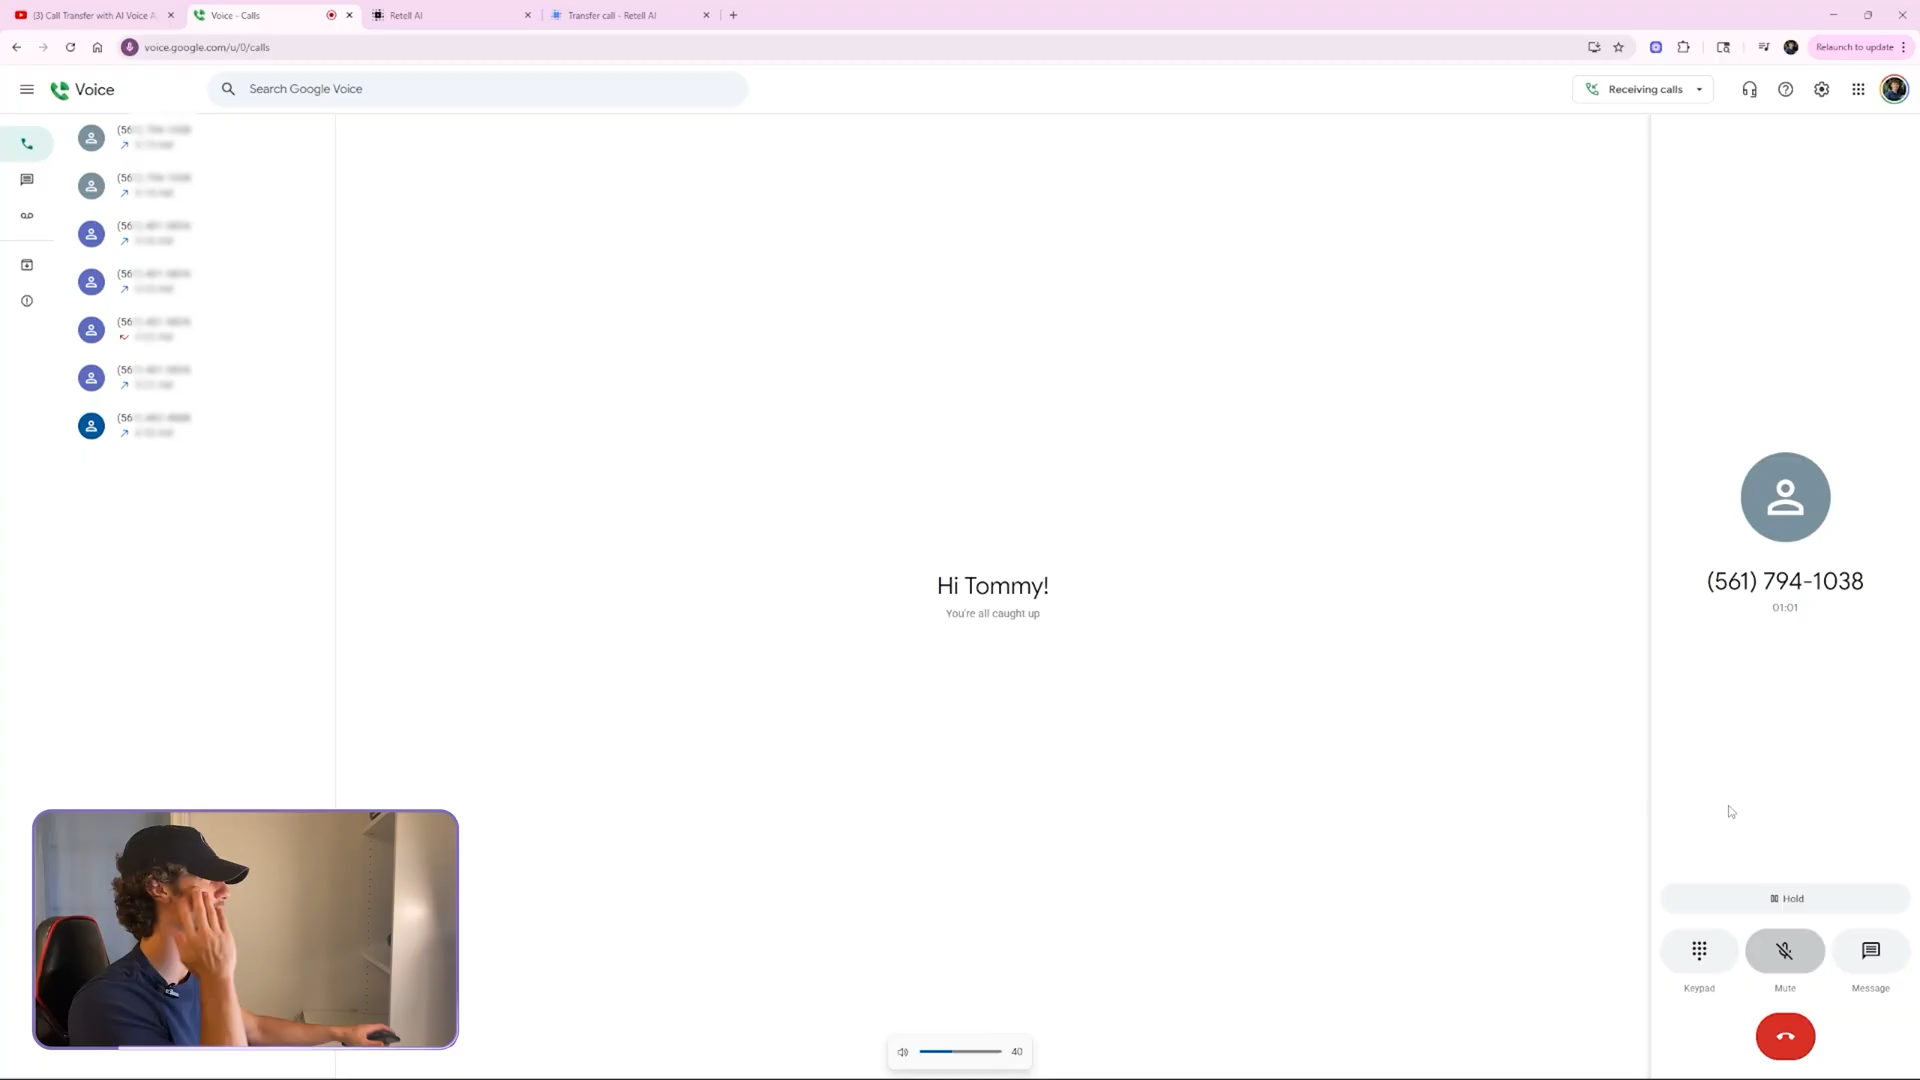 (3) Call Transfer with AI Voice A
Voice - Calls
Retell AI
Transfer call - Retell AI
voice.google.com/u/0/calls
Relaunch to update
Voice
Search Google Voice
Receiving calls
(56
(56
(56
(56
(56
(56
(56
Hi Tommy!
You're all caught up
(561) 794-1038
01:01
Hold
Keypad
Mute
Message
40